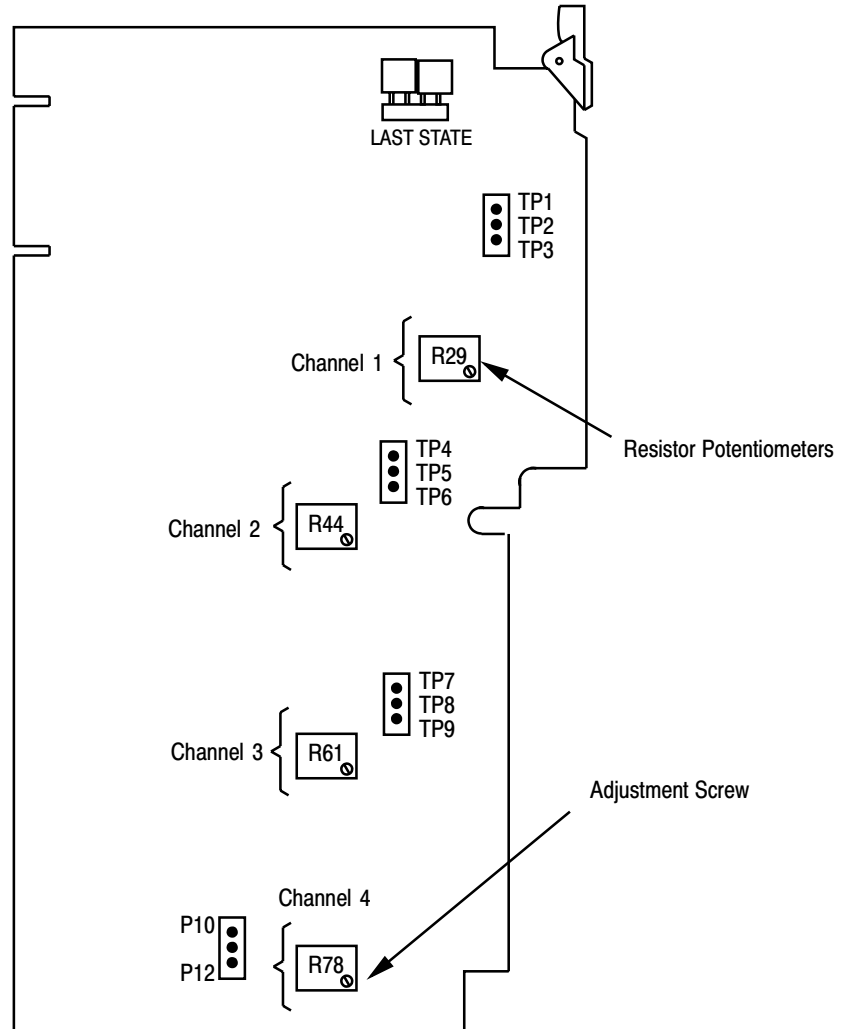 LAST STATE
TP1
TP2
TP3
Channel 1
R29
Resistor Potentiometers
TP4
TP5
TP6
Channel 2
R44
TP7
TP8
TP9
Channel 3
R61
Adjustment Screw
Channel 4
P10
P12
R78